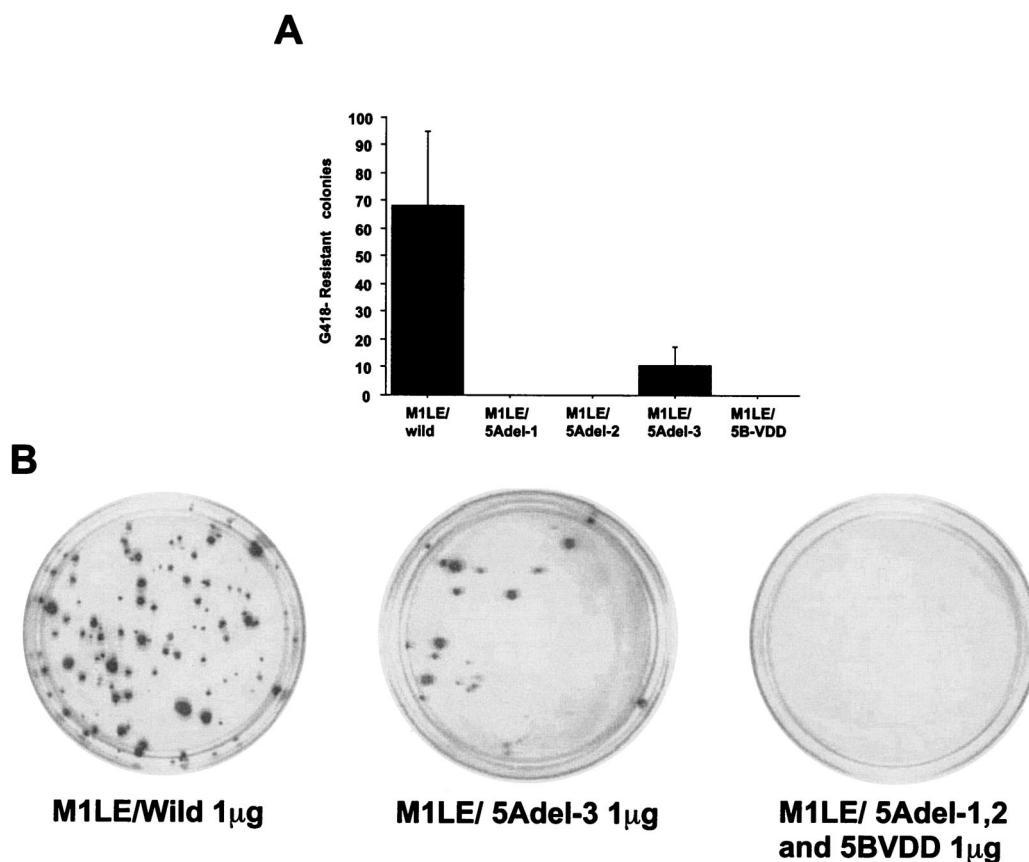 A
G418- Resistant colonies
100
90
80
70
60
50
40
30
20
10
0
M1LE/ M1LE/ M1LE/ M1LE/ M1LE/
wild 5Adel-1 5Adel-2 5Adel-3 5B-VDD
B
M1LE/Wild 1μg M1LE/ 5Adel-3 1μg M1LE/ 5Adel-1,2
and 5BVDD 1μg